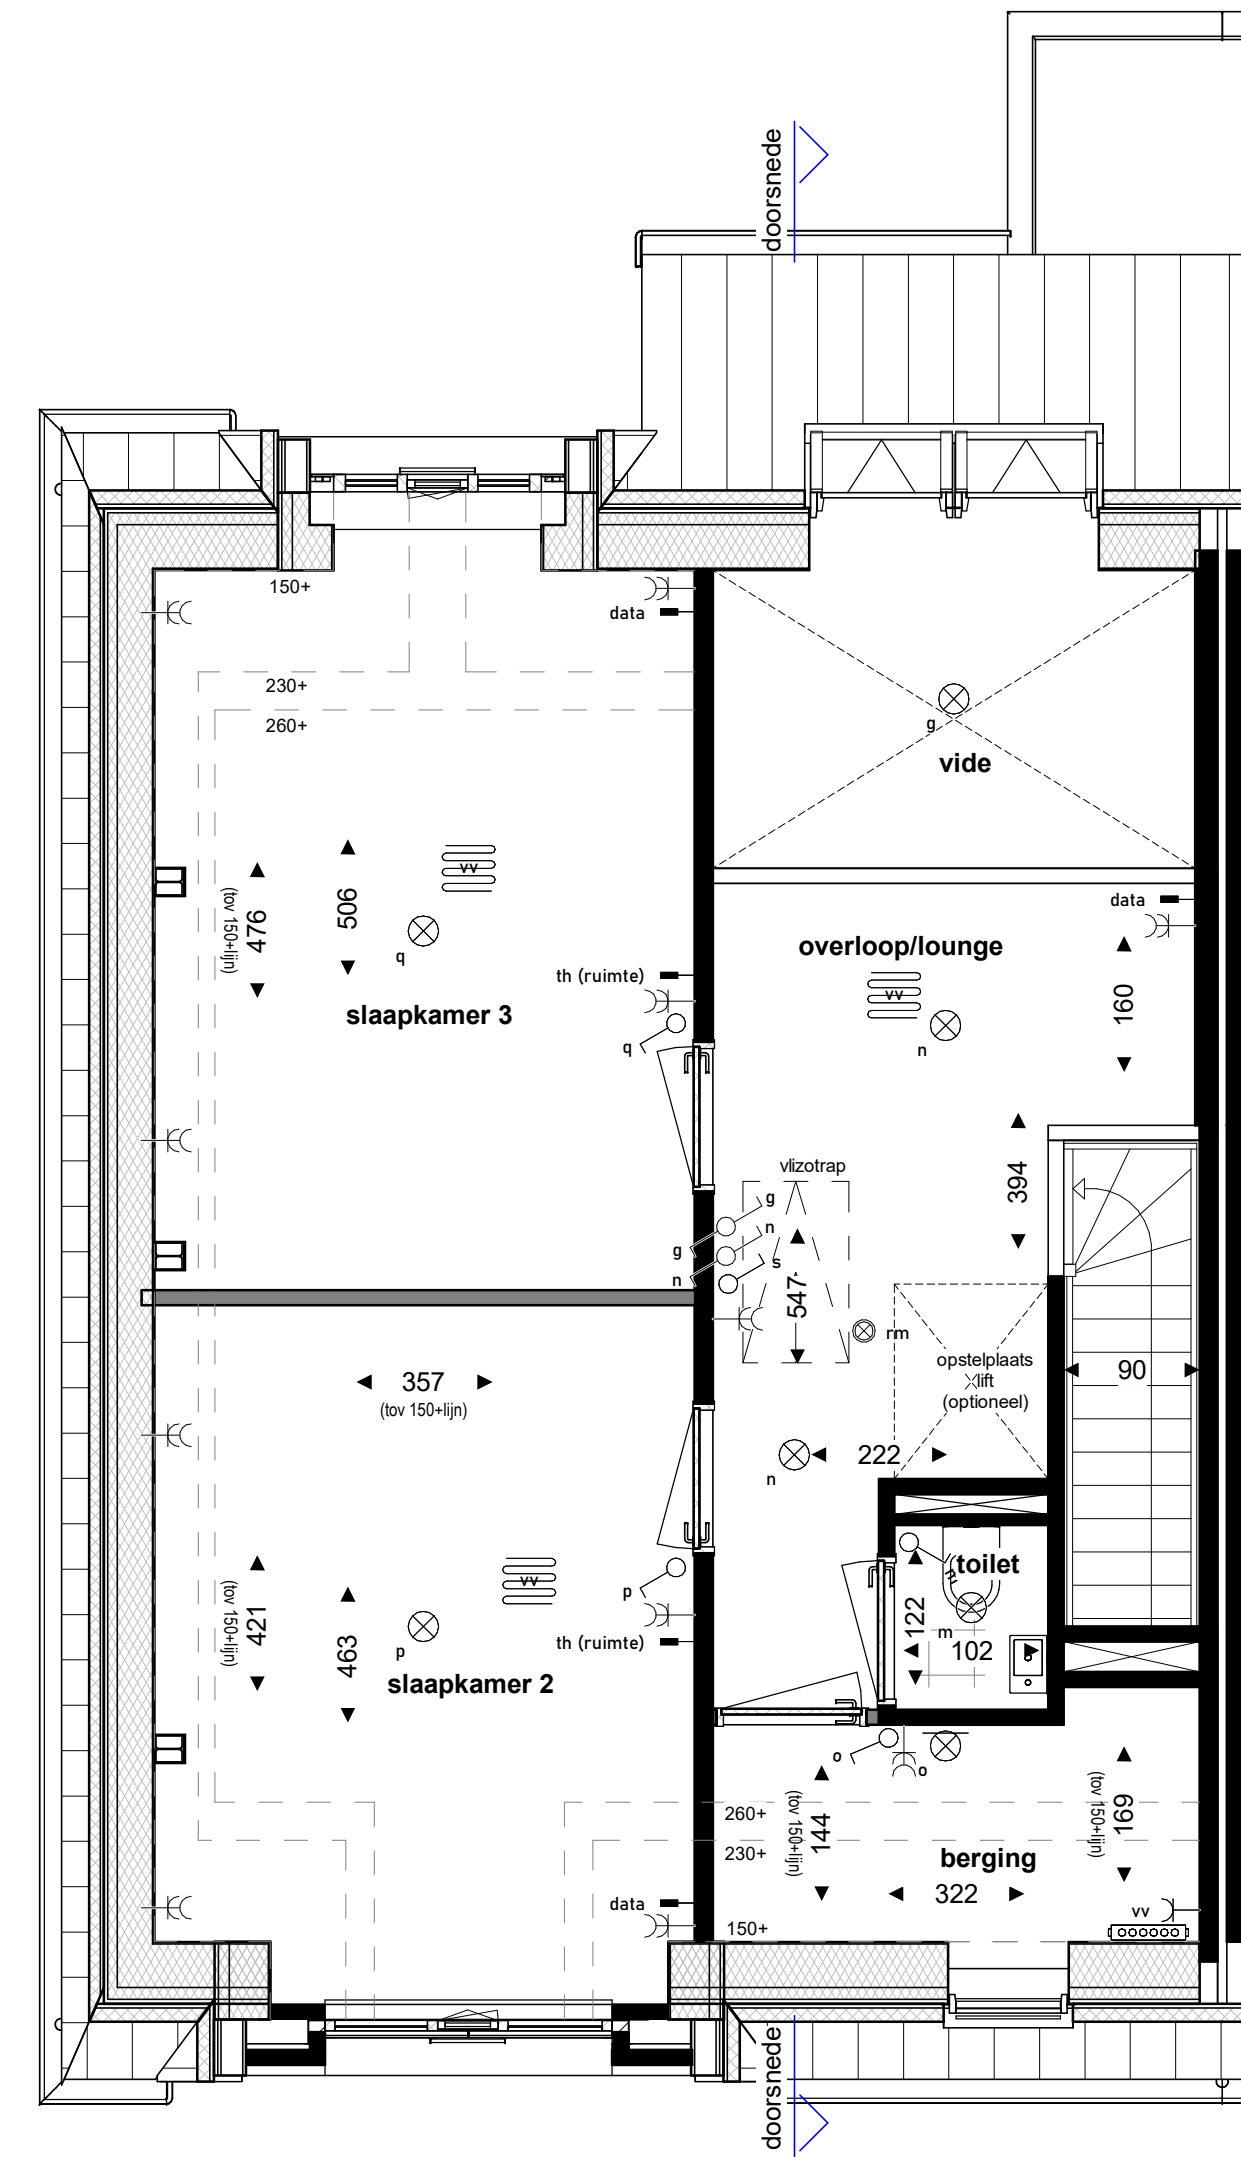 doorsnede
150+
data
230+
260+
g
vide
data
overloop/lounge
vv
506
476
(tov 150+lijn)
q
vv
160
n
th (ruimte)
slaapkamer 3
q
394
vlizotrap
g
n
g
s
n
547
rm
opstelplaats
lift
(optioneel)
90
357
(tov 150+lijn)
222
n
toilet
m
vv
p
122
421
(tov 150+lijn)
463
p
m
102
th (ruimte)
slaapkamer 2
o
o
144
(tov 150+lijn)
169
(tov 150+lijn)
260+
230+
berging
322
data
vv
150+
doorsnede